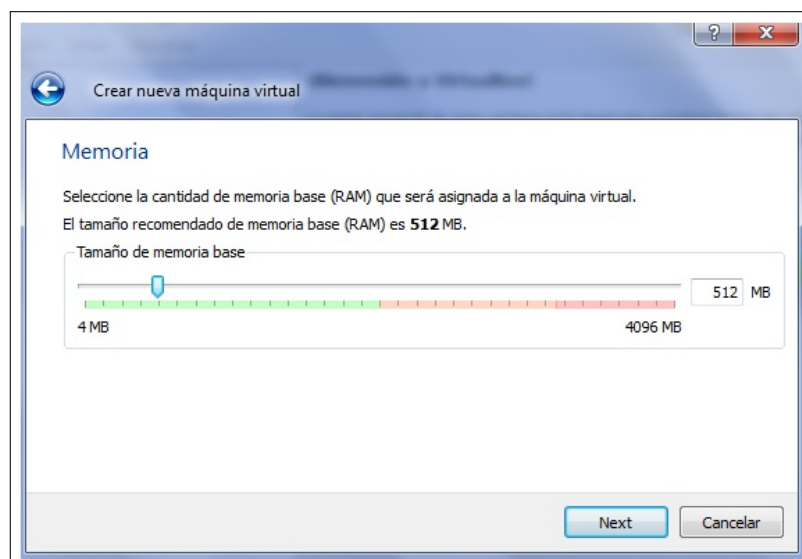 ?
X
Crear nueva máquina virtual
Memoria
Seleccione la cantidad de memoria base (RAM) que será asignada a la máquina virtual.
El tamaño recomendado de memoria base (RAM) es 512 MB.
Tamaño de memoria base
512 MB
4 MB 4096 MB
Next Cancelar